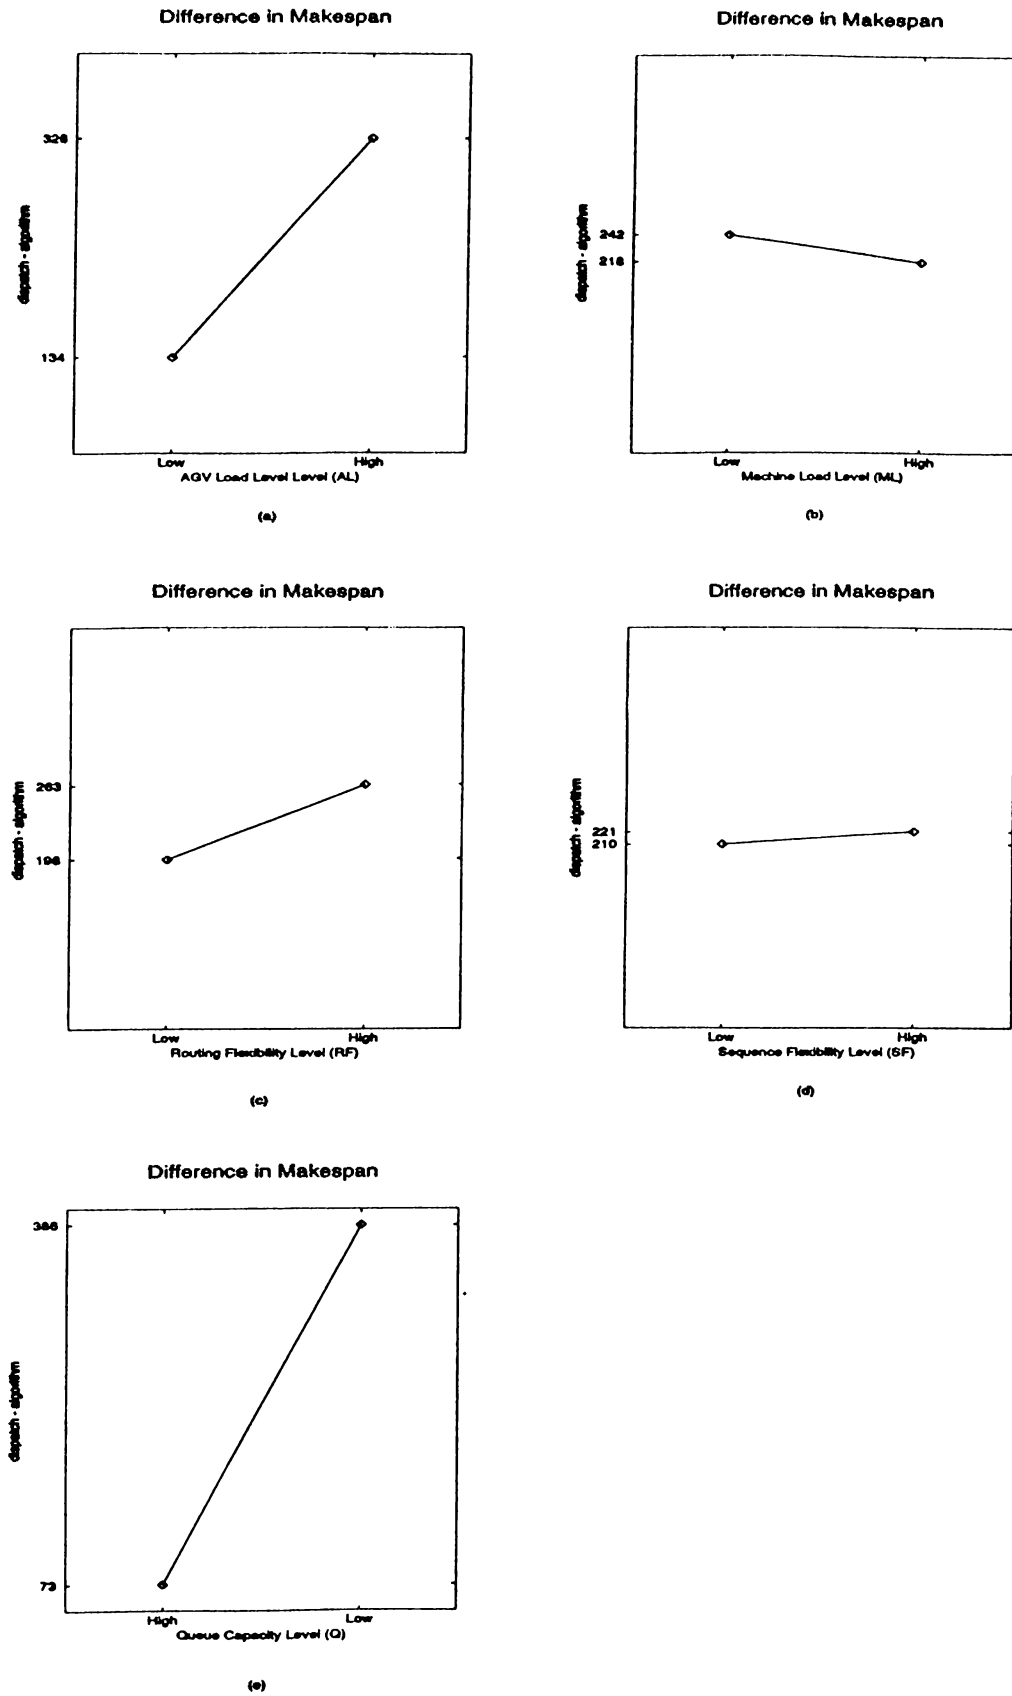 Difference in Makespan
326
134
dispatch - algorithm
Low
High
AGV Load Level Level (AL)
(a)
Difference in Makespan
242
218
dispatch - algorithm
Low
High
Machine Load Level (ML)
(b)
Difference in Makespan
263
196
dispatch - algorithm
Low
High
Routing Flexibility Level (RF)
(c)
Difference in Makespan
221
210
dispatch - algorithm
Low
High
Sequence Flexibility Level (SF)
(d)
Difference in Makespan
386
73
dispatch - algorithm
High
Low
Queue Capacity Level (Q)
(e)